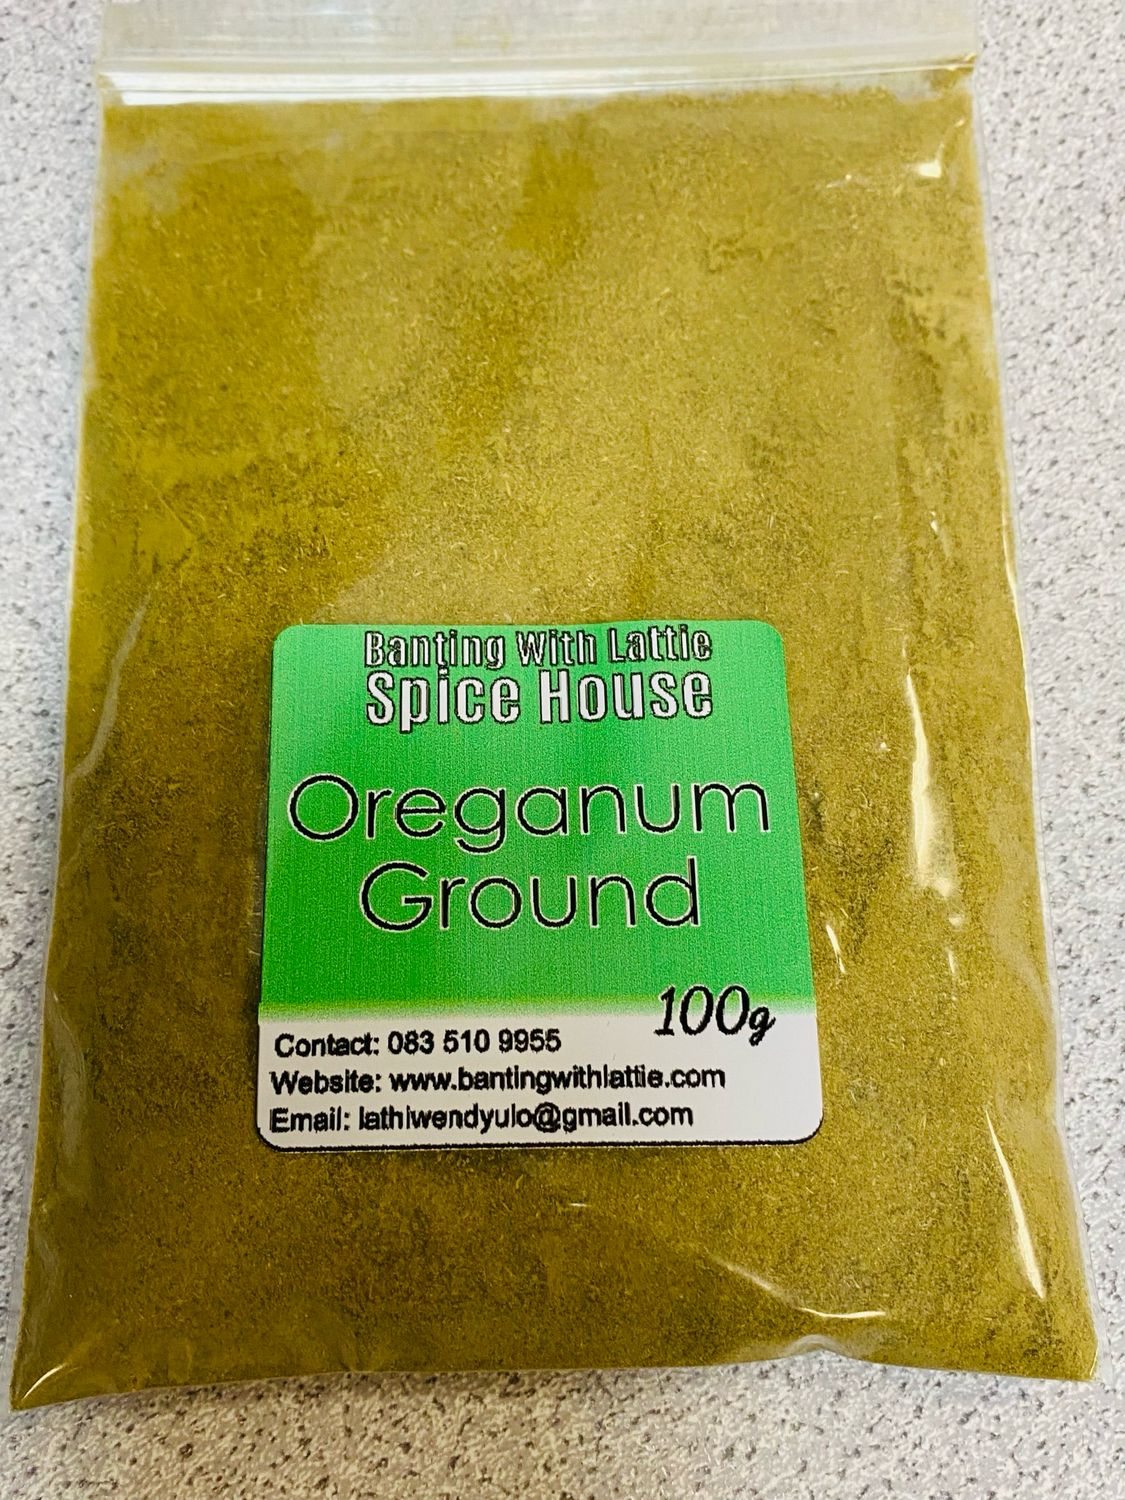 Banting With Lattie
Spice House
Oreganum
Ground
100g
Contact: 083 510 9955
Website: www.bantingwithlattie.com
Email: lathiwendyulo@gmail.com